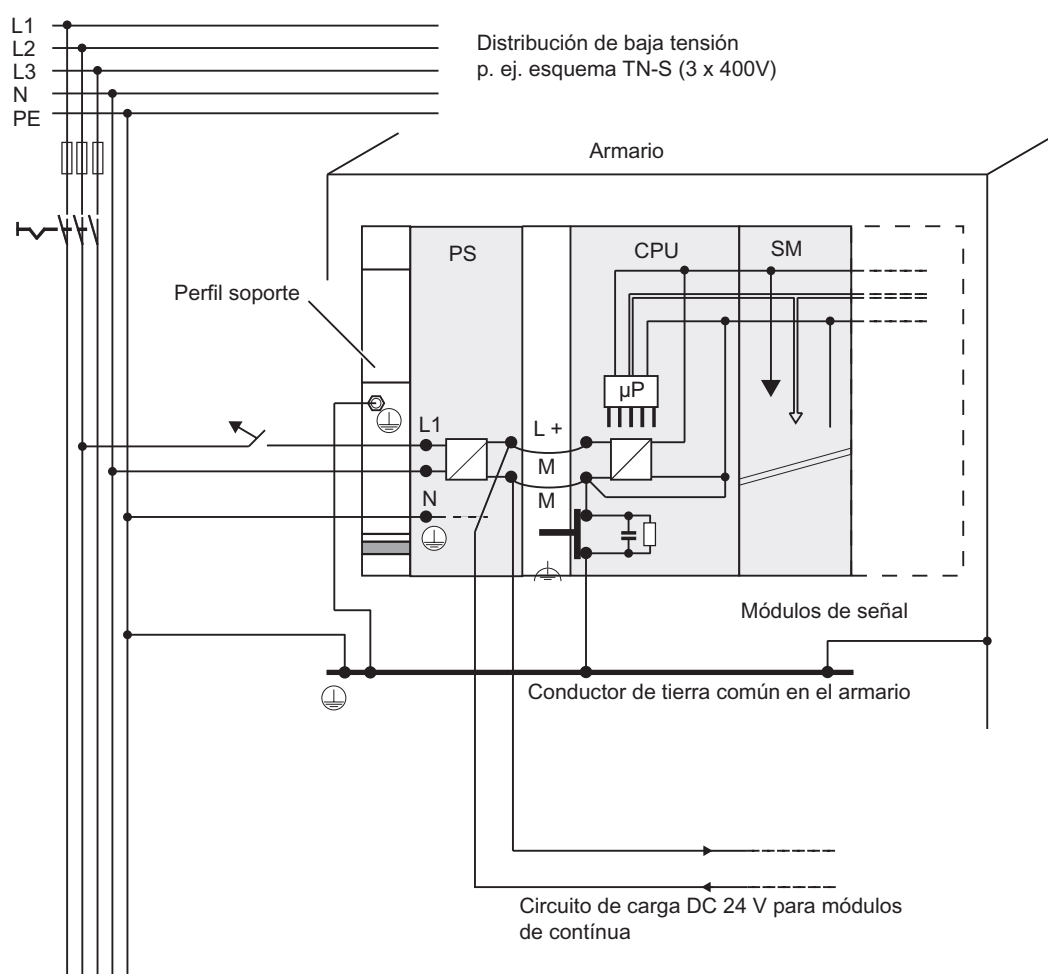 L1
L2
L3
N
PE
Distribución de baja tensión
p. ej. esquema TN-S (3 x 400V)
Armario
PS
CPU
SM
Perfil soporte
µP
L1
L +
M
N
M
Módulos de señal
Conductor de tierra común en el armario
Circuito de carga DC 24 V para módulos
de contínua